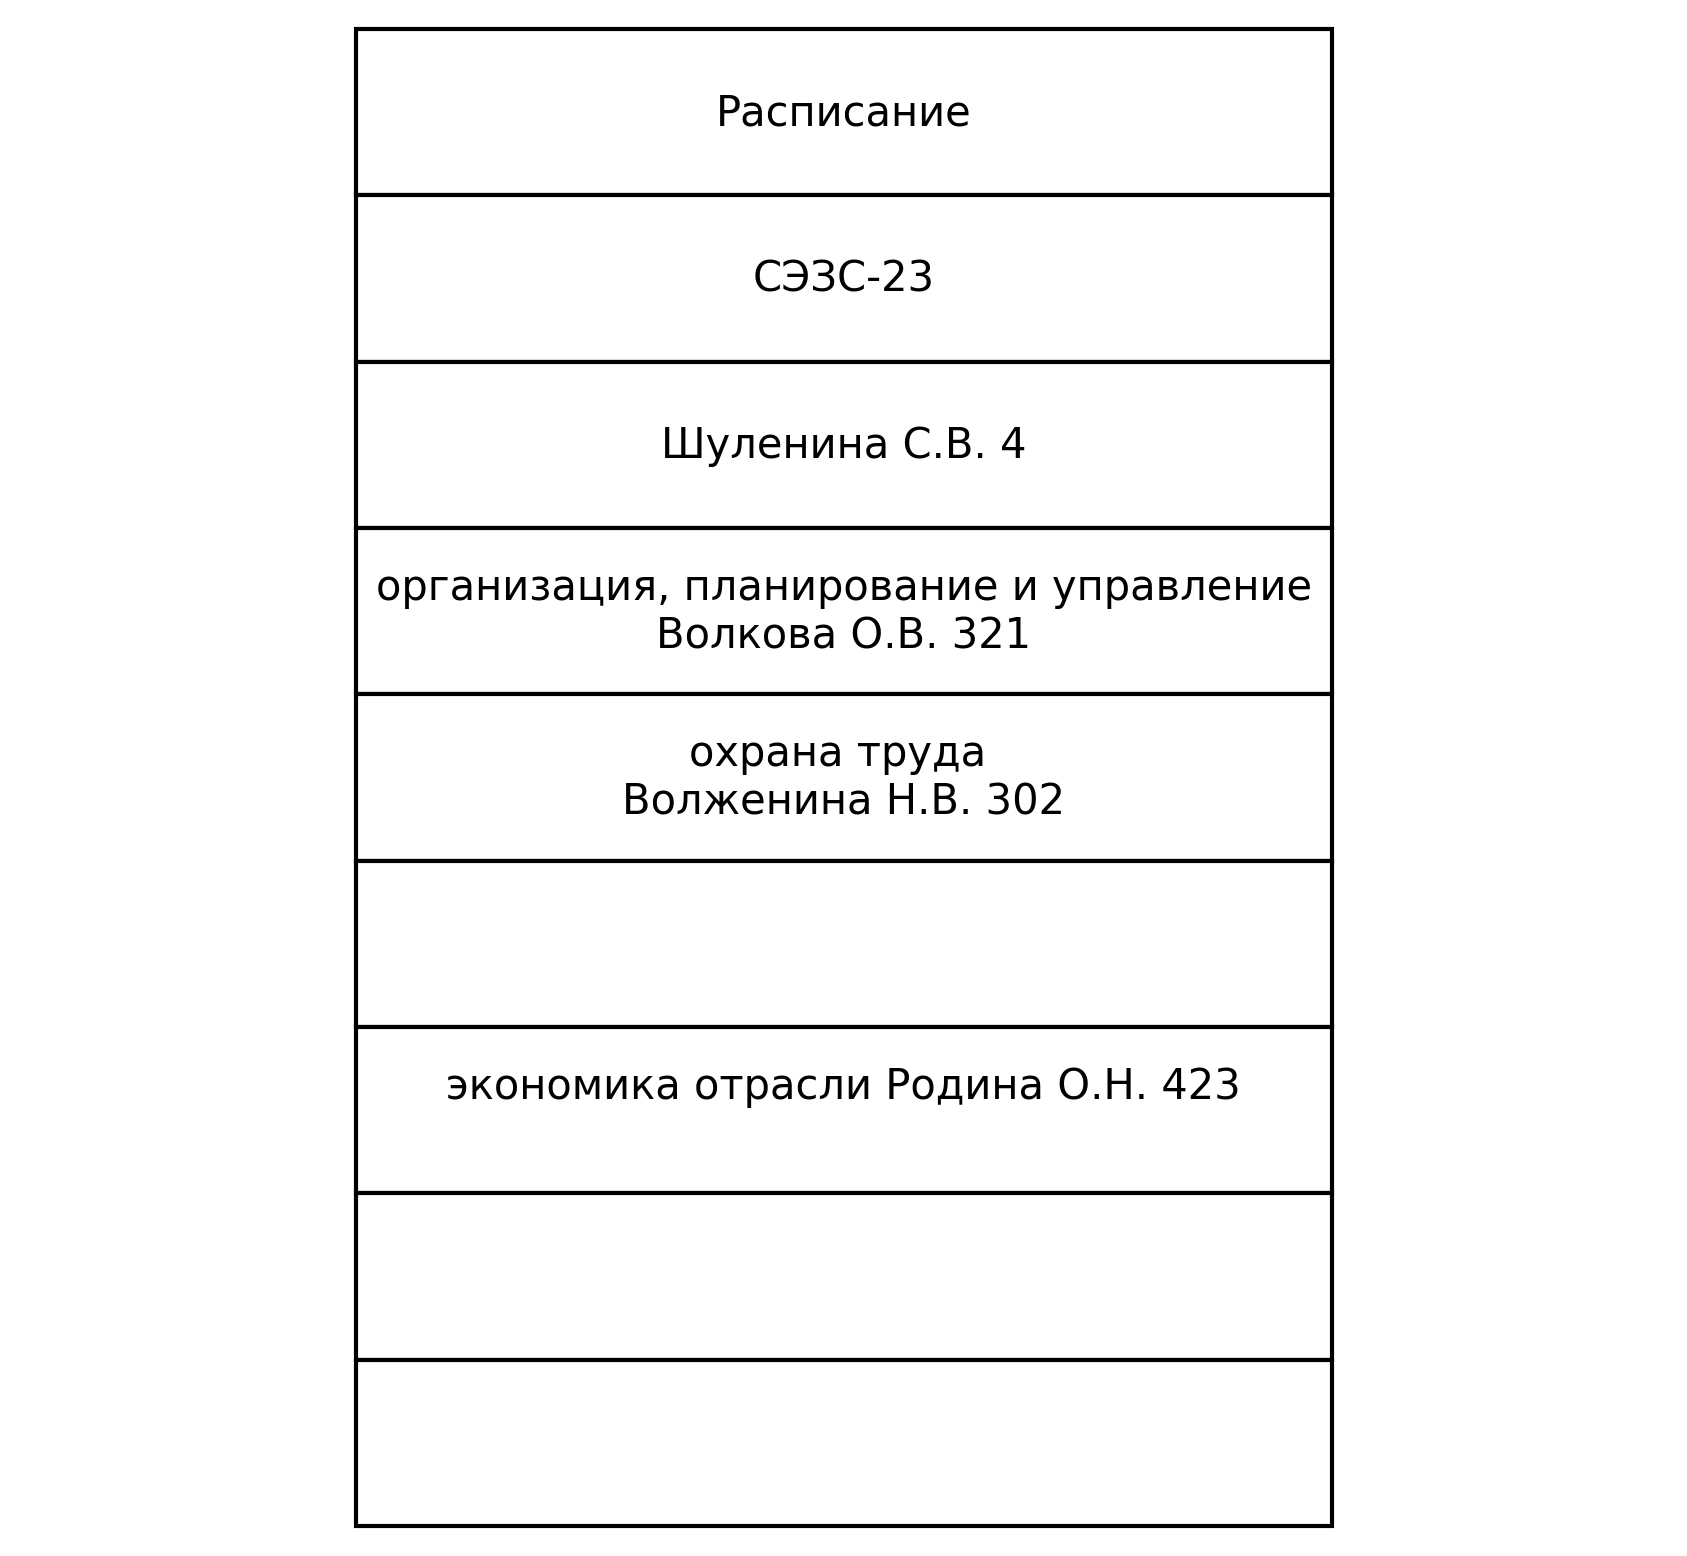 Расписание
СЭЗС-23
Шуленина С.В. 4
организация, планирование и управление
Волкова О.В. 321
охрана труда
Волженина Н.В. 302
экономика отрасли Родина О.Н. 423